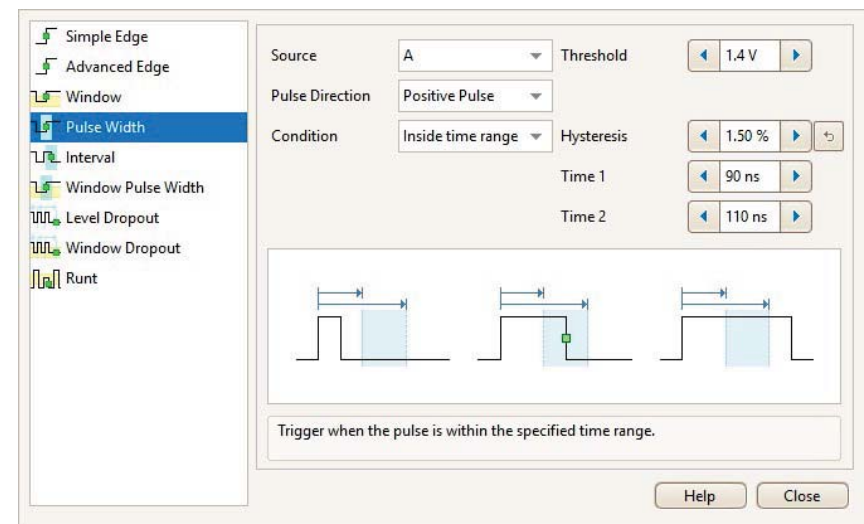 Simple Edge
Advanced Edge
Window
Pulse Width
Interval
Window Pulse Width
Level Dropout
Window Dropout
Runt
Source A Threshold 1.4 V
Pulse Direction Positive Pulse
Condition Inside time range Hysteresis 1.50 %
Time 1 90 ns
Time 2 110 ns
Trigger when the pulse is within the specified time range.
Help Close